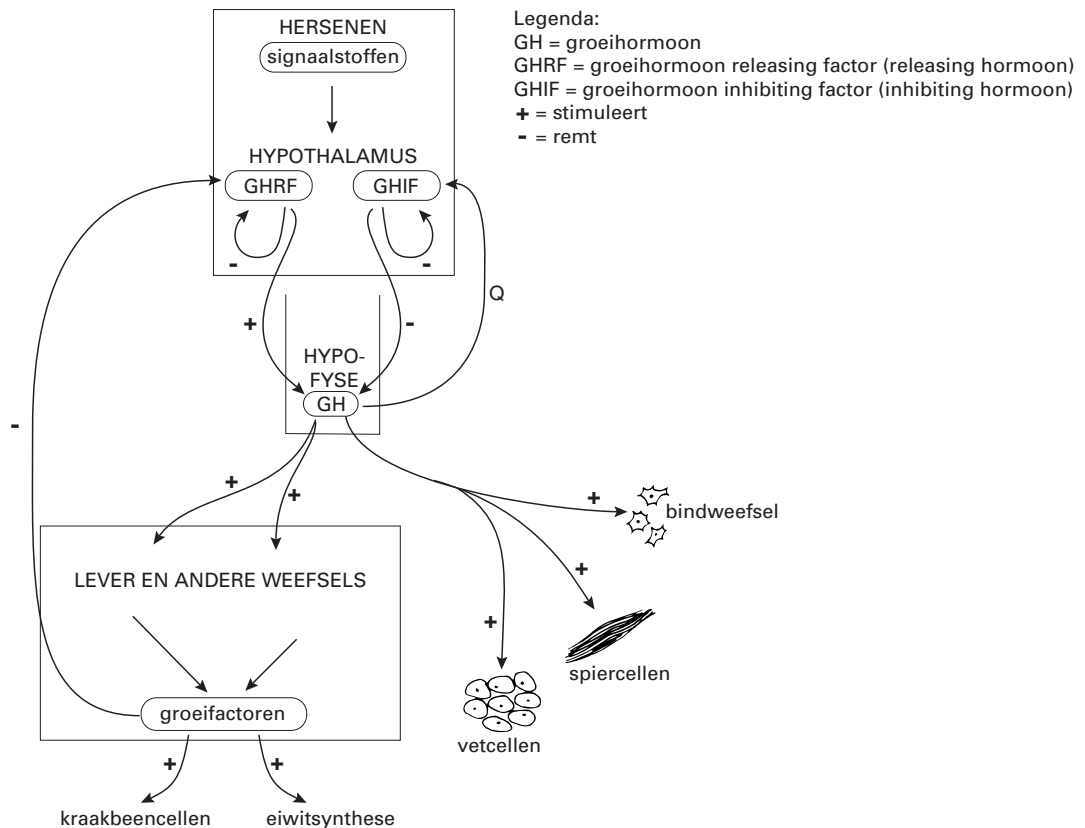 HERSENEN
signaalstoffen
HYPOTHALAMUS
GHRF
GHIF
-
-
+
-
Q
HYPO-
FYSE
GH
-
+
+
+
bindweefsel
+
spiercellen
+
vetcellen
LEVER EN ANDERE WEEFSELS
groeifactoren
+
+
kraakbeencellen
eiwitsynthese
Legenda:
GH = groeihormoon
GHRF = groeihormoon releasing factor (releasing hormoon)
GHIF = groeihormoon inhibiting factor (inhibiting hormoon)
+ = stimuleert
- = remt